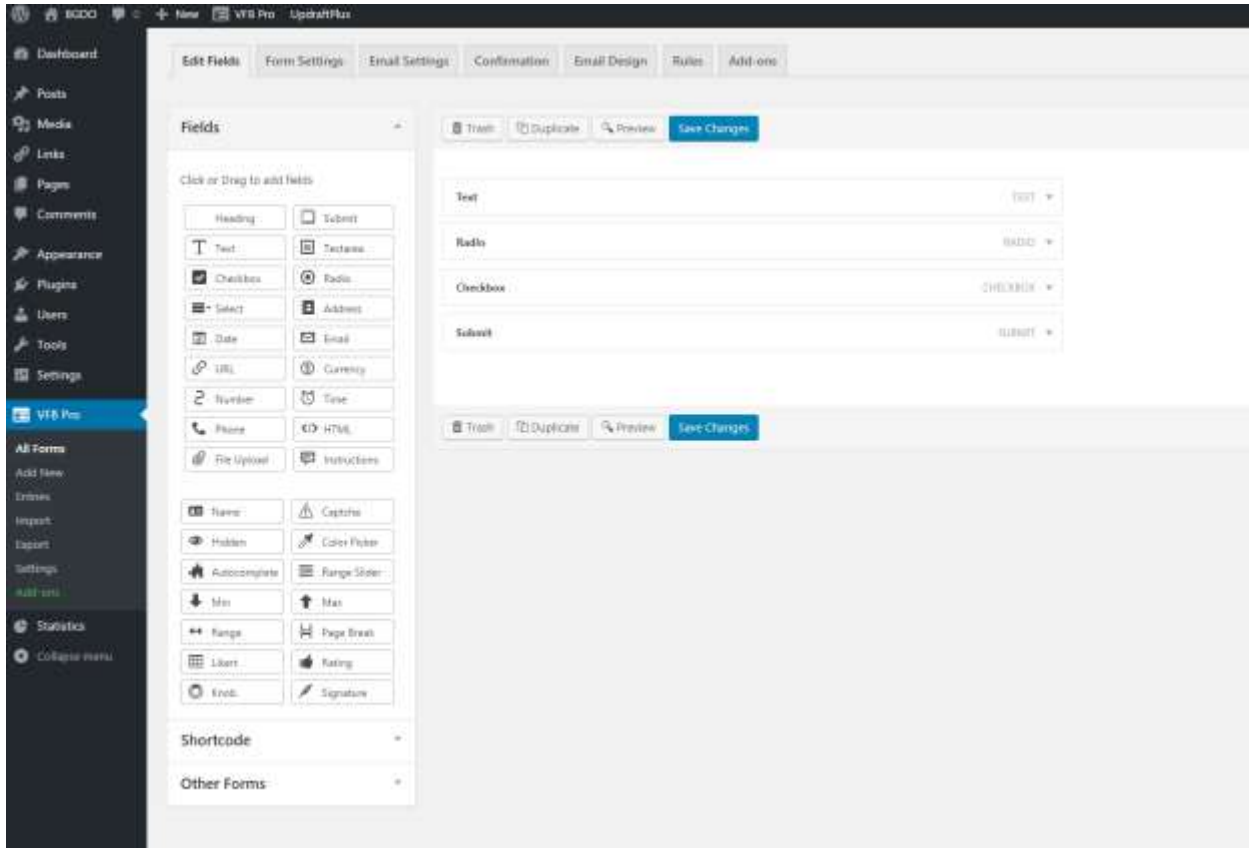 BGDO + New VFB Pro UpdraftPlus
Dashboard
Posts
Media
Links
Pages
Comments
Appearance
Plugins
Users
Tools
Settings
VFB Pro
All Forms
Add New
Entries
Import
Export
Settings
Add-ons
Statistics
Collapse menu
Edit Fields Form Settings Email Settings Confirmation Email Design Rules Add-ons
Fields
Click or Drag to add fields
Heading Submit
Text Textarea
Checkbox Radio
Select Address
Date Email
URL Currency
Number Time
Phone HTML
File Upload Instructions
Name Captcha
Hidden Color Picker
Autocomplete Range Slider
Min Max
Range Page Break
Likert Rating
Knob Signature
Shortcode
Other Forms
Trash Duplicate Preview Save Changes
Text TEXT
Radio RADIO
Checkbox CHECKBOX
Submit SUBMIT
Trash Duplicate Preview Save Changes